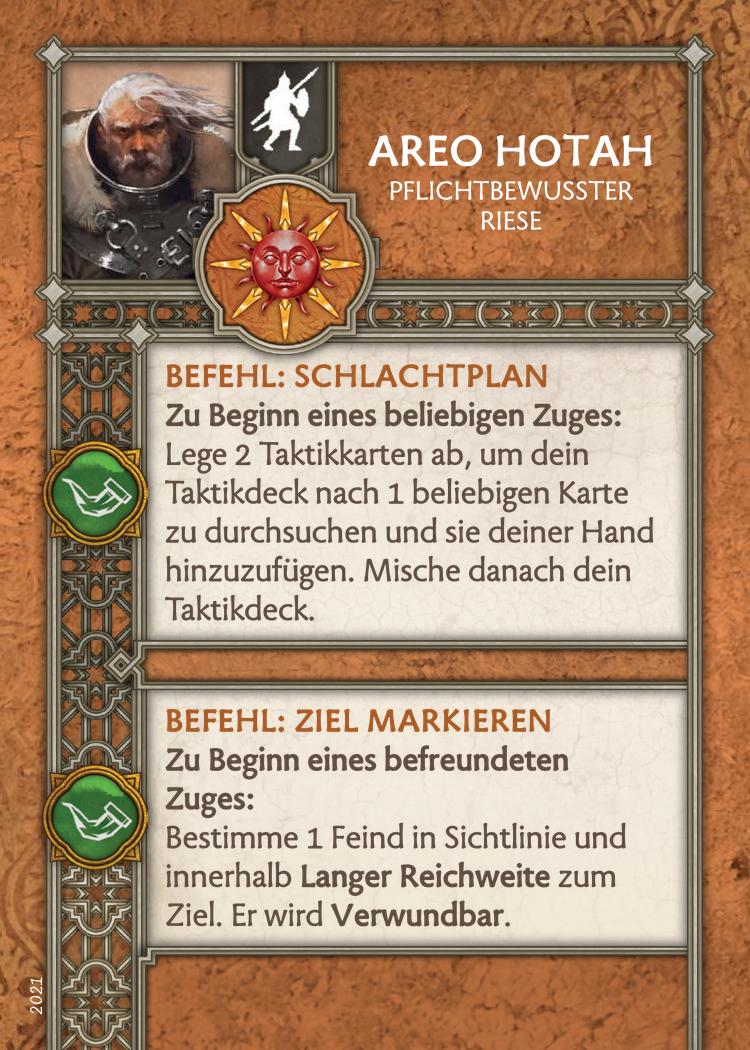 AREO HOTAH
PFLICHTBEWUSSTER
RIESE
BEFEHL: SCHLACHTPLAN
Zu Beginn eines beliebigen Zuges:
Lege 2 Taktikkarten ab, um dein
Taktikdeck nach 1 beliebigen Karte
zu durchsuchen und sie deiner Hand
hinzuzufügen. Mische danach dein
Taktikdeck.
BEFEHL: ZIEL MARKIEREN
Zu Beginn eines befreundeten
Zuges:
Bestimme 1 Feind in Sichtlinie und
innerhalb Langer Reichweite zum
Ziel. Er wird Verwundbar.
2021